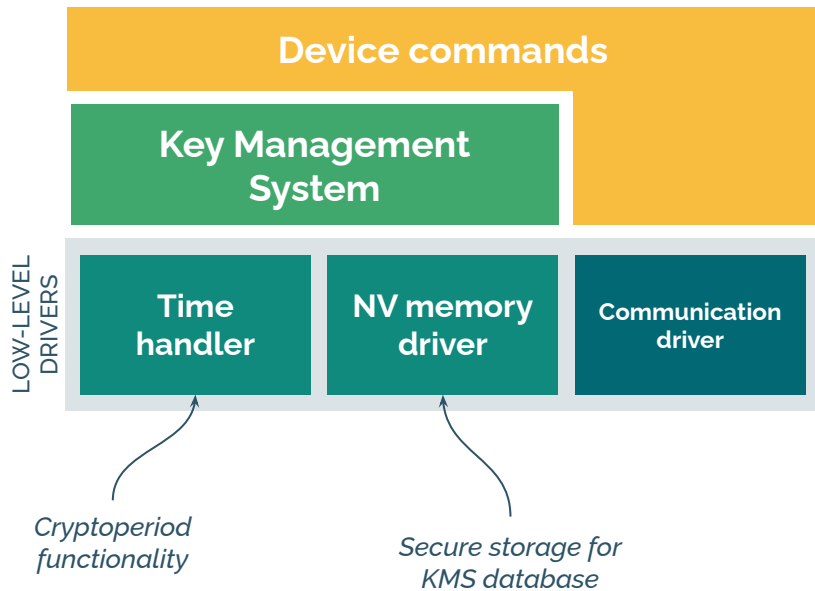 Device commands
Key Management
System
LOW-LEVEL
DRIVERS
Time
handler
NV memory
driver
Communication
driver
Cryptoperiod
functionality
Secure storage for
KMS database